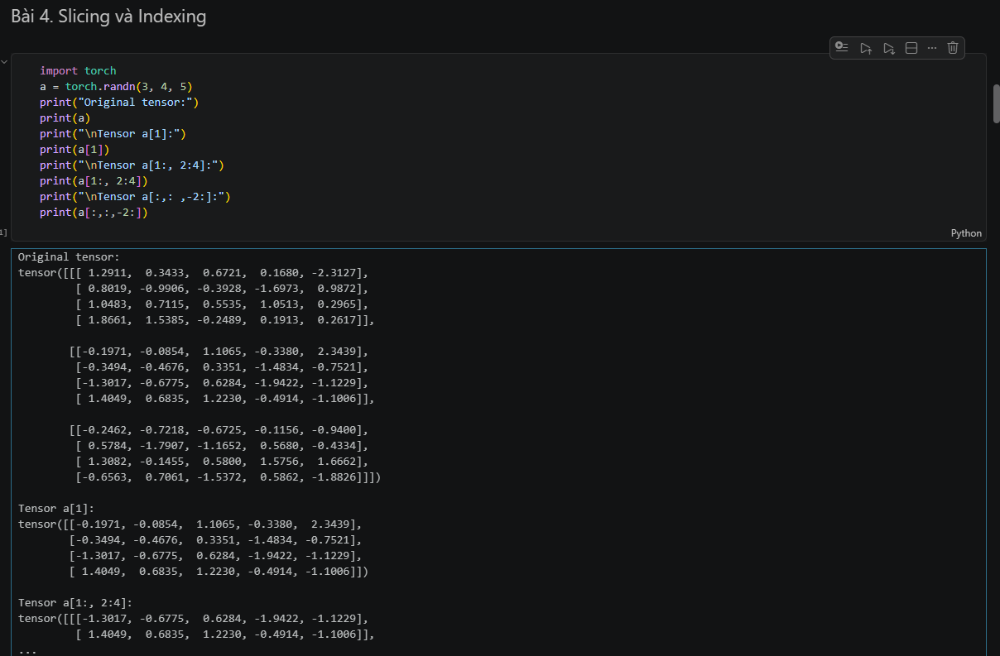 Bài 4. Slicing và Indexing
import torch
a = torch.randn(3, 4, 5)
print("Original tensor:")
print(a)
print("\nTensor a[1]:")
print(a[1])
print("\nTensor a[1:, 2:4]:")
print(a[1:, 2:4])
print("\nTensor a[:,: ,-2:]:")
print(a[:,:,-2:])
1]
Python
Original tensor:
tensor([[[ 1.2911,  0.3433,  0.6721,  0.1680, -2.3127],
         [ 0.8019, -0.9906, -0.3928, -1.6973,  0.9872],
         [ 1.0483,  0.7115,  0.5535,  1.0513,  0.2965],
         [ 1.8661,  1.5385, -0.2489,  0.1913,  0.2617]],
        [[-0.1971, -0.0854,  1.1065, -0.3380,  2.3439],
         [-0.3494, -0.4676,  0.3351, -1.4834, -0.7521],
         [-1.3017, -0.6775,  0.6284, -1.9422, -1.1229],
         [ 1.4049,  0.6835,  1.2230, -0.4914, -1.1006]],
        [[-0.2462, -0.7218, -0.6725, -0.1156, -0.9400],
         [ 0.5784, -1.7907, -1.1652,  0.5680, -0.4334],
         [ 1.3082, -0.1455,  0.5800,  1.5756,  1.6662],
         [-0.6563,  0.7061, -1.5372,  0.5862, -1.8826]]])
Tensor a[1]:
tensor([[-0.1971, -0.0854,  1.1065, -0.3380,  2.3439],
        [-0.3494, -0.4676,  0.3351, -1.4834, -0.7521],
        [-1.3017, -0.6775,  0.6284, -1.9422, -1.1229],
        [ 1.4049,  0.6835,  1.2230, -0.4914, -1.1006]])
Tensor a[1:, 2:4]:
tensor([[[-1.3017, -0.6775,  0.6284, -1.9422, -1.1229],
         [ 1.4049,  0.6835,  1.2230, -0.4914, -1.1006]],
...